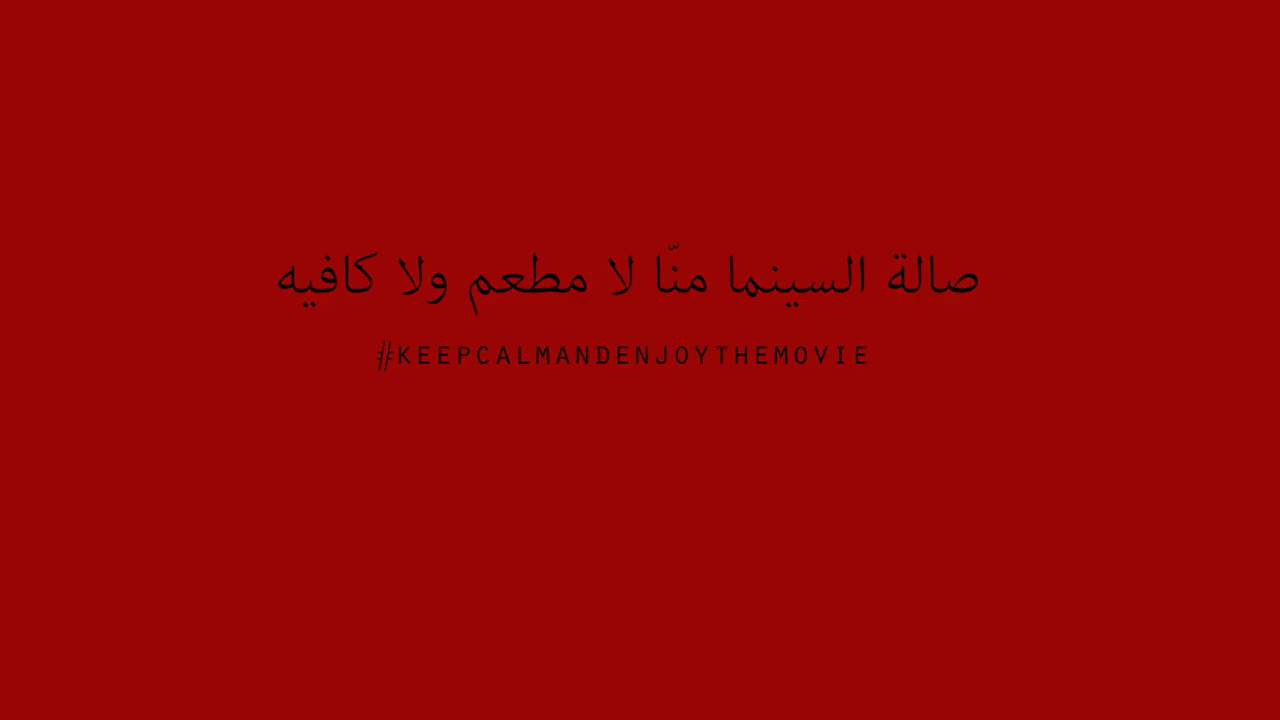 صالة السينما منّا لا مطعم ولا كافيه
#KEEPCALMANDENJOYTHEMOVIE